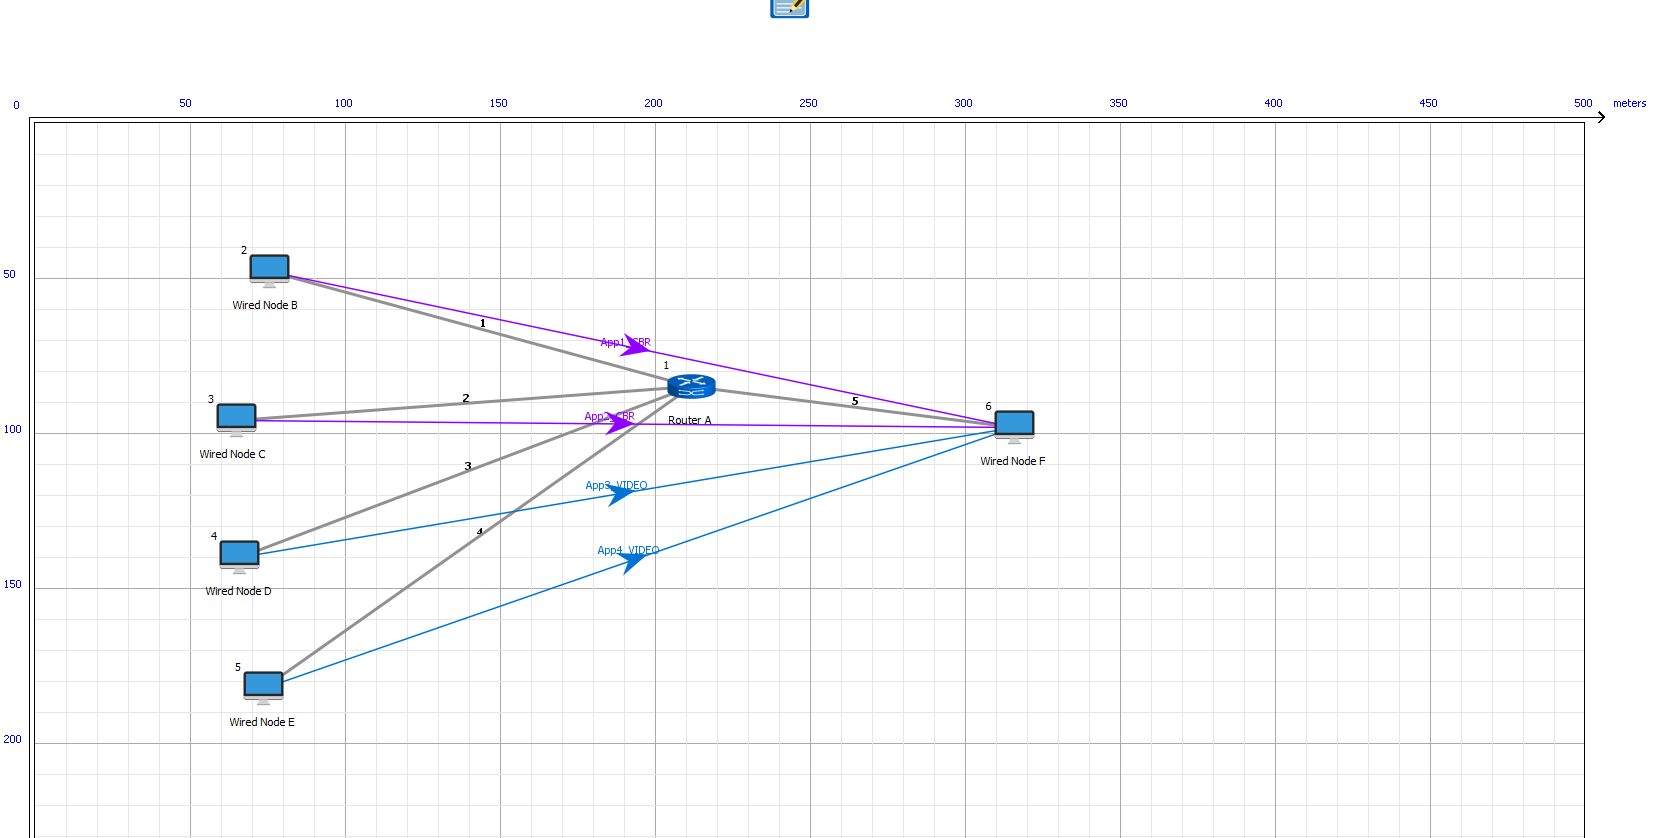 0 50 100 150 200 250 300 350 400 450 500 meters
2
50
Wired Node B
1
App1_CBR
1
3
2
5
6
App2_CBR
Router A
100
Wired Node C
Wired Node F
3
App3_VIDEO
4
4
App4_VIDEO
150
Wired Node D
5
Wired Node E
200